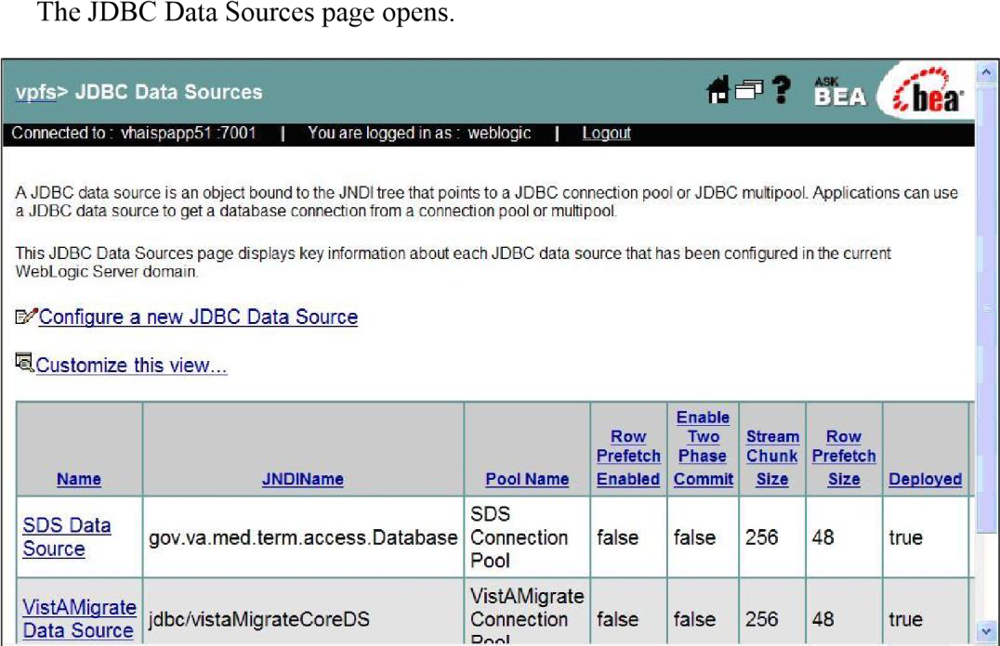 The JDBC Data Sources page opens.
vpfs> JDBC Data Sources
? ASK BEA bea
Connected to : vhaispapp51 :7001 | You are logged in as : weblogic | Logout
A JDBC data source is an object bound to the JNDI tree that points to a JDBC connection pool or JDBC multipool. Applications can use
a JDBC data source to get a database connection from a connection pool or multipool.
This JDBC Data Sources page displays key information about each JDBC data source that has been configured in the current
WebLogic Server domain.
Configure a new JDBC Data Source
Customize this view...
Name JNDIName Pool Name Row Prefetch Enabled Enable Two Phase Commit Stream Chunk Size Row Prefetch Size Deployed
SDS Data Source gov.va.med.term.access.Database SDS Connection Pool false false 256 48 true
VistAMigrate Data Source jdbc/vistaMigrateCoreDS VistAMigrate Connection Pool false false 256 48 true